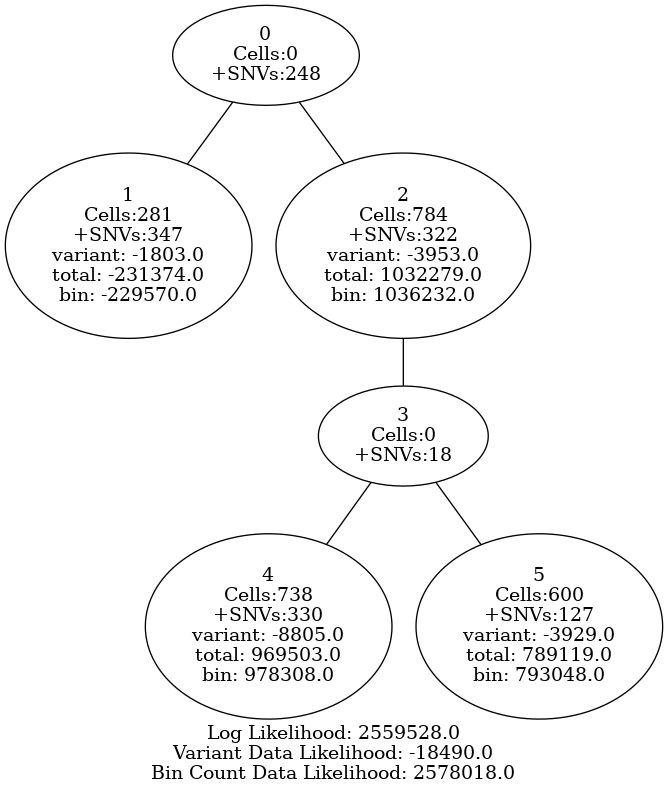 0
Cells:0
+SNVs:248
1
Cells:281
+SNVs:347
variant: -1803.0
total: -231374.0
bin: -229570.0
2
Cells:784
+SNVs:322
variant: -3953.0
total: 1032279.0
bin: 1036232.0
3
Cells:0
+SNVs:18
4
Cells:738
+SNVs:330
variant: -8805.0
total: 969503.0
bin: 978308.0
5
Cells:600
+SNVs:127
variant: -3929.0
total: 789119.0
bin: 793048.0
Log Likelihood: 2559528.0
Variant Data Likelihood: -18490.0
Bin Count Data Likelihood: 2578018.0